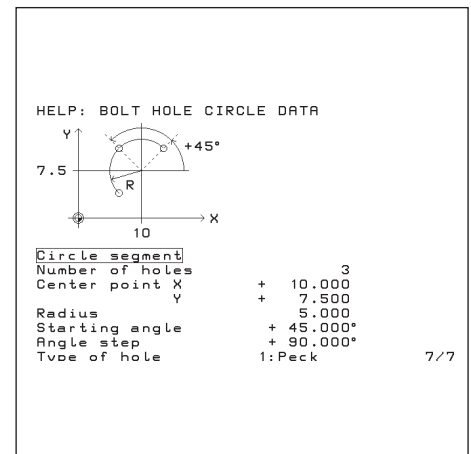 HELP: BOLT HOLE CIRCLE DATA
Y
+45°
7.5
R
X
10
Circle segment
Number of holes 3
Center point X + 10.000
Y + 7.500
Radius 5.000
Starting angle + 45.000°
Angle step + 90.000°
Type of hole 1:Peck 7/7